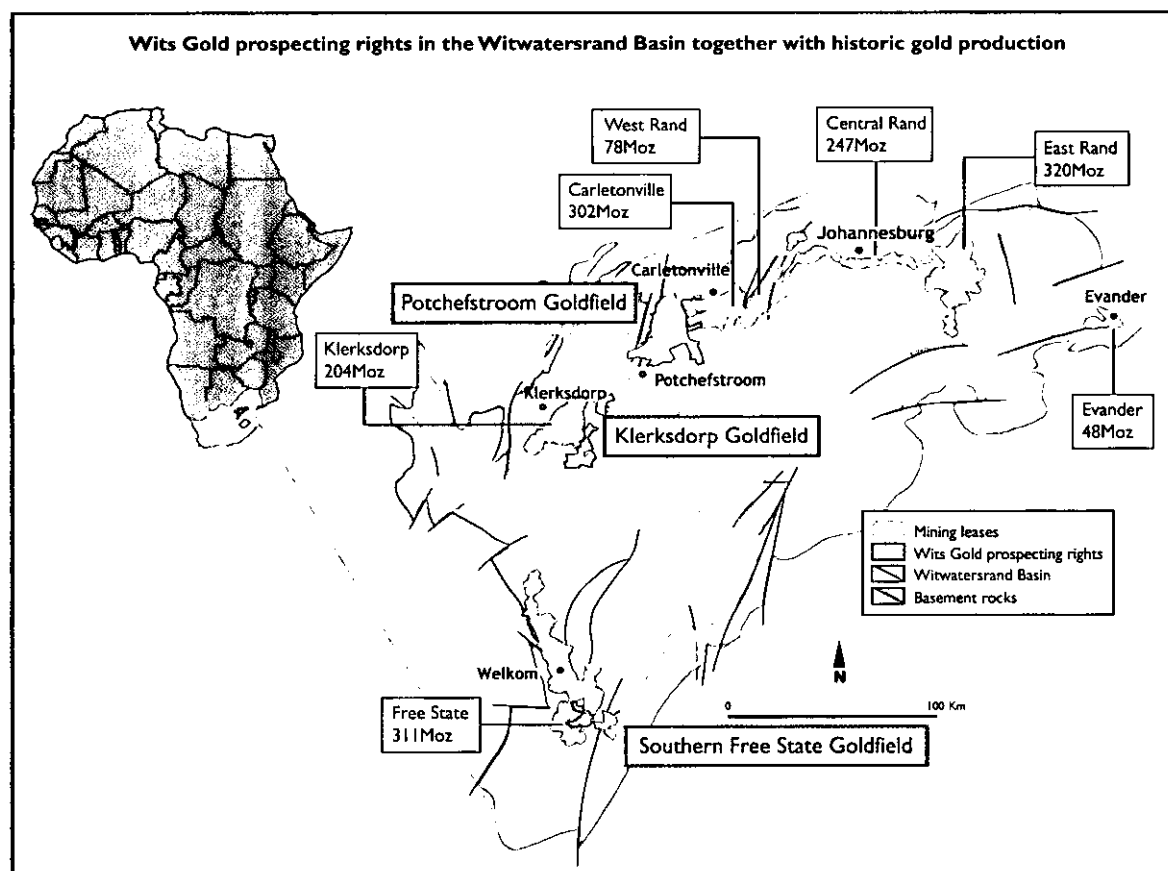 Wits Gold prospecting rights in the Witwatersrand Basin together with historic gold production
West Rand
78Moz
Central Rand
247Moz
East Rand
320Moz
Carletonville
302Moz
Johannesburg
Carletonville
Potchefstroom Goldfield
Evander
Klerksdorp
204Moz
Potchefstroom
Klerksdorp
Klerksdorp Goldfield
Evander
48Moz
Mining leases
Wits Gold prospecting rights
Witwatersrand Basin
Basement rocks
N
Welkom
0 100 Km
Free State
311Moz
Southern Free State Goldfield